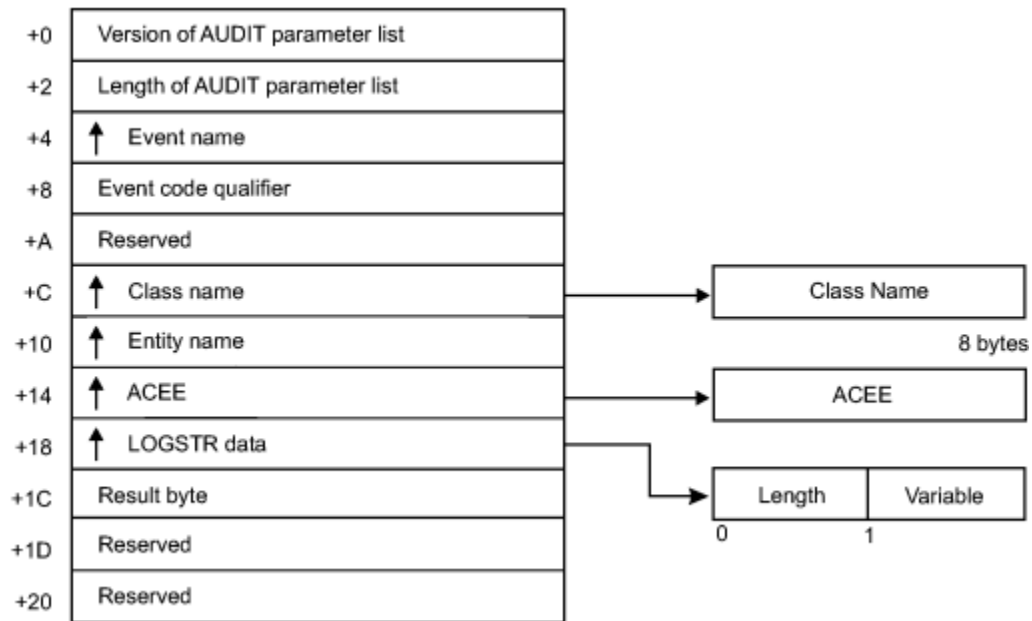 +0 Version of AUDIT parameter list
+2 Length of AUDIT parameter list
+4 Event name
+8 Event code qualifier
+A Reserved
+C Class name Class Name
+10 Entity name 8 bytes
+14 ACEE ACEE
+18 LOGSTR data
+1C Result byte Length Variable
0 1
+1D Reserved
+20 Reserved